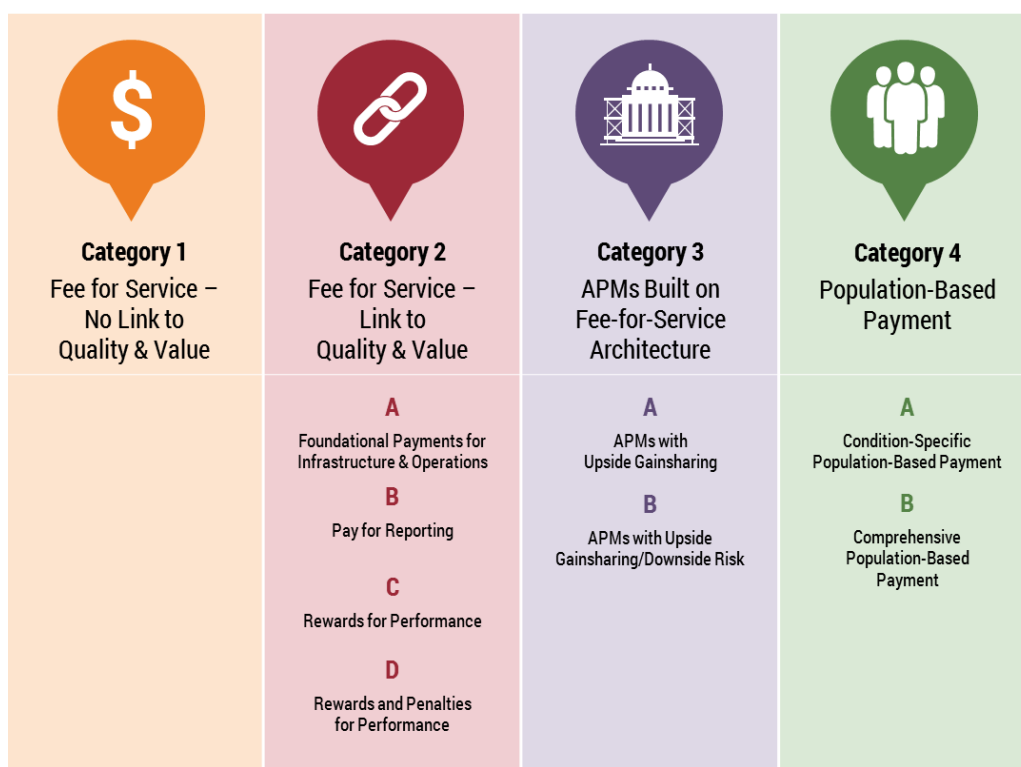 $
Category 1
Fee for Service –
No Link to
Quality & Value
Category 2
Fee for Service –
Link to
Quality & Value
A
Foundational Payments for
Infrastructure & Operations
B
Pay for Reporting
C
Rewards for Performance
D
Rewards and Penalties
for Performance
Category 3
APMs Built on
Fee-for-Service
Architecture
A
APMs with
Upside Gainsharing
B
APMs with Upside
Gainsharing/Downside Risk
Category 4
Population-Based
Payment
A
Condition-Specific
Population-Based Payment
B
Comprehensive
Population-Based
Payment